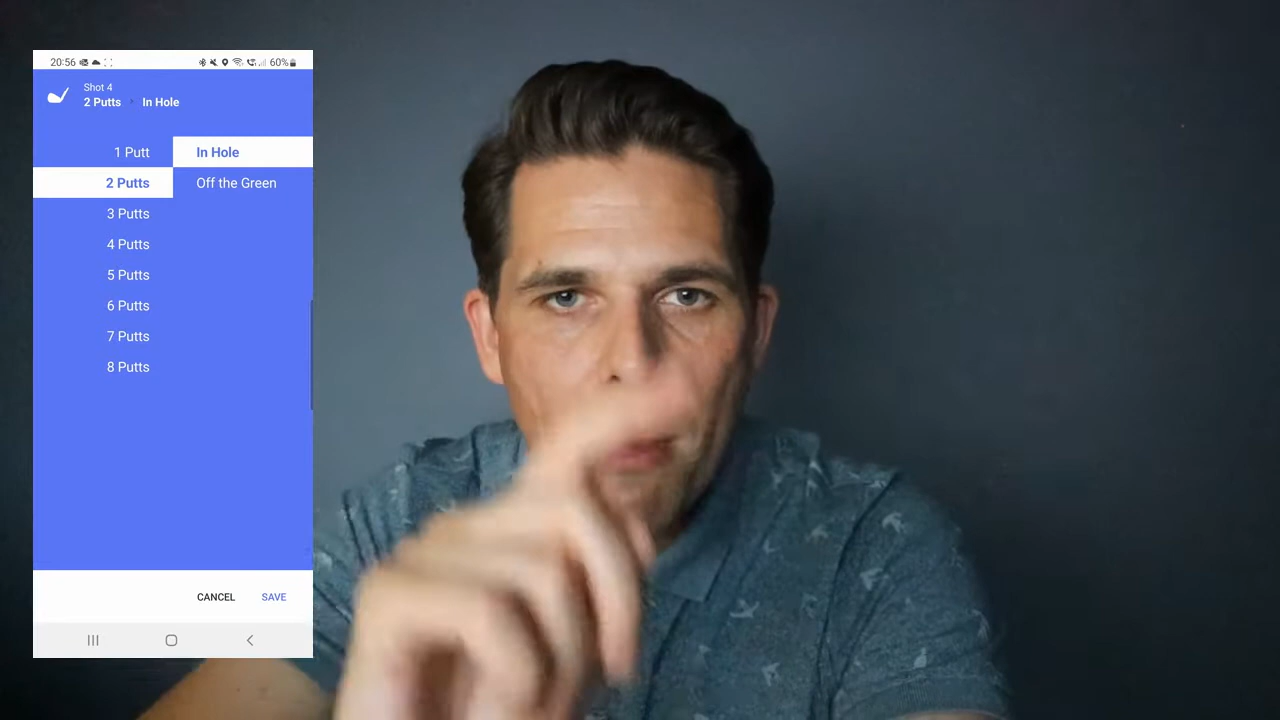 20:56 60%
Shot 4
2 Putts In Hole
1 Putt In Hole
2 Putts Off the Green
3 Putts
4 Putts
5 Putts
6 Putts
7 Putts
8 Putts
CANCEL SAVE